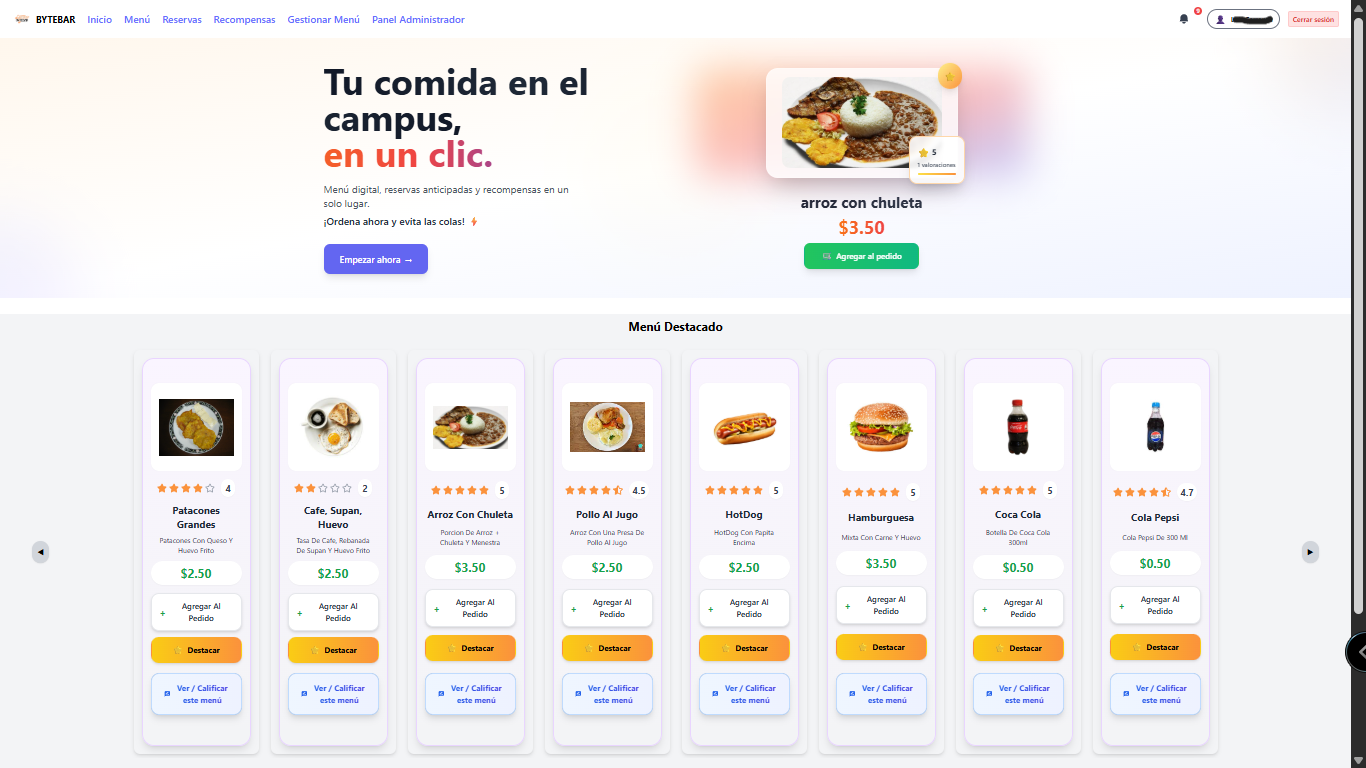 BYTEBAR Inicio Menú Reservas Recompensas Gestionar Menú Panel Administrador 9 Cerrar sesión
Tu comida en el
campus,
en un clic.
Menú digital, reservas anticipadas y recompensas en un
solo lugar.
¡Ordena ahora y evita las colas!
Empezar ahora →
5
1 valoraciones
arroz con chuleta
$3.50
Agregar al pedido
Menú Destacado
4
Patacones
Grandes
Patacones Con Queso Y
Huevo Frito
$2.50
+ Agregar Al
Pedido
Destacar
Ver / Calificar
este menú
2
Cafe, Supan,
Huevo
Tasa De Cafe, Rebanada
De Supan Y Huevo Frito
$2.50
+ Agregar Al
Pedido
Destacar
Ver / Calificar
este menú
5
Arroz Con Chuleta
Porcion De Arroz +
Chuleta Y Menestra
$3.50
+ Agregar Al
Pedido
Destacar
Ver / Calificar
este menú
4.5
Pollo Al Jugo
Arroz Con Una Presa De
Pollo Al Jugo
$2.50
+ Agregar Al
Pedido
Destacar
Ver / Calificar
este menú
5
HotDog
HotDog Con Papita
Encima
$2.50
+ Agregar Al
Pedido
Destacar
Ver / Calificar
este menú
5
Hamburguesa
Mixta Con Carne Y Huevo
$3.50
+ Agregar Al
Pedido
Destacar
Ver / Calificar
este menú
5
Coca Cola
Botella De Coca Cola
300ml
$0.50
+ Agregar Al
Pedido
Destacar
Ver / Calificar
este menú
4.7
Cola Pepsi
Cola Pepsi De 300 Ml
$0.50
+ Agregar Al
Pedido
Destacar
Ver / Calificar
este menú